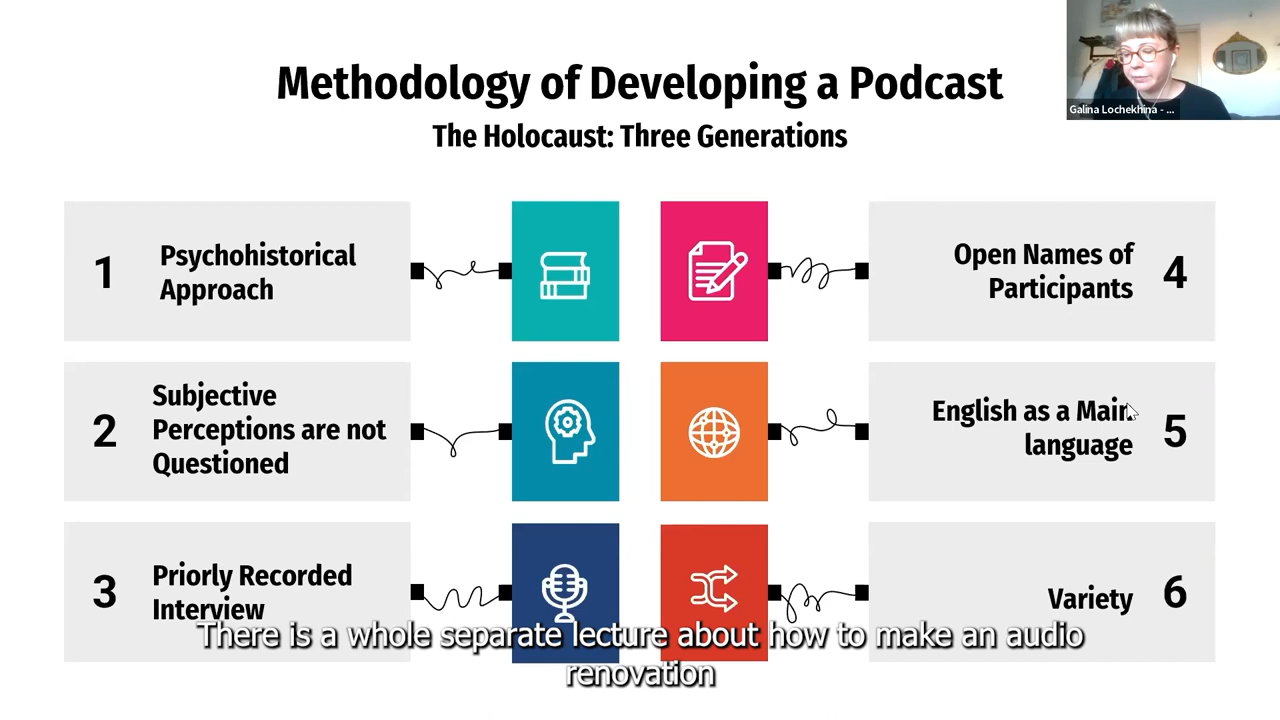 Methodology of Developing a Podcast
The Holocaust: Three Generations
Galina Lochekhina - ...
1
Psychohistorical
Approach
2
Subjective
Perceptions are not
Questioned
3
Priorly Recorded
Interview
Open Names of
Participants
4
English as a Main
language
5
Variety
6
There is a whole separate lecture about how to make an audio
renovation